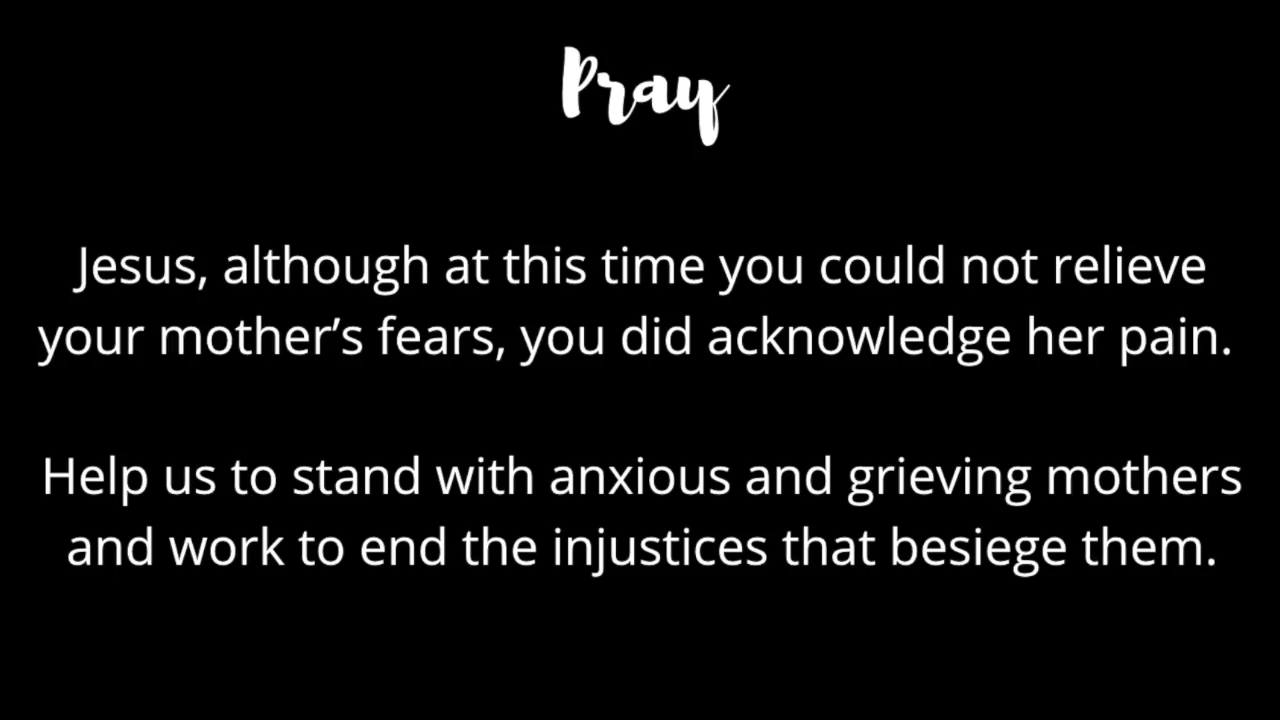 Pray
Jesus, although at this time you could not relieve
your mother’s fears, you did acknowledge her pain.
Help us to stand with anxious and grieving mothers
and work to end the injustices that besiege them.